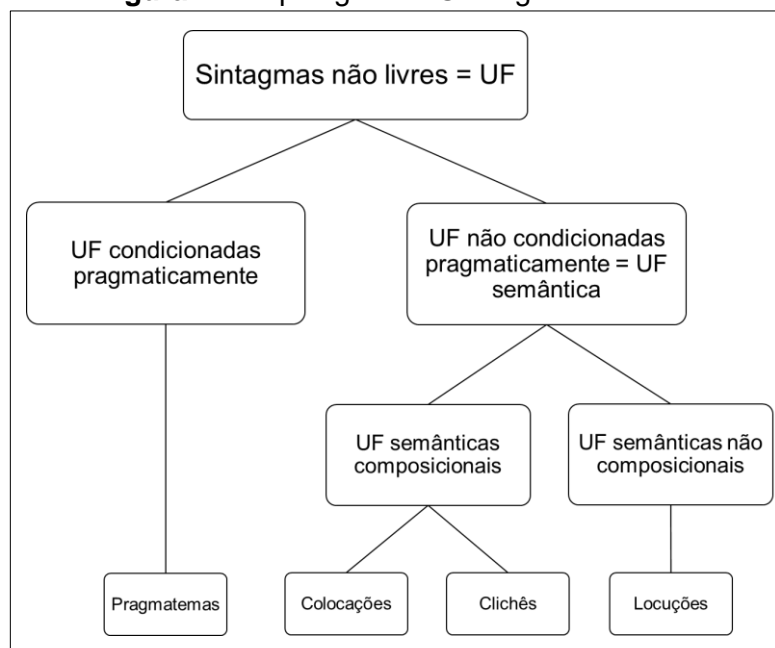 Sintagmas não livres = UF
UF condicionadas
pragmaticamente
UF não condicionadas
pragmaticamente = UF
semântica
UF semânticas
composicionais
UF semânticas não
composicionais
Pragmatemas
Colocações
Clichês
Locuções